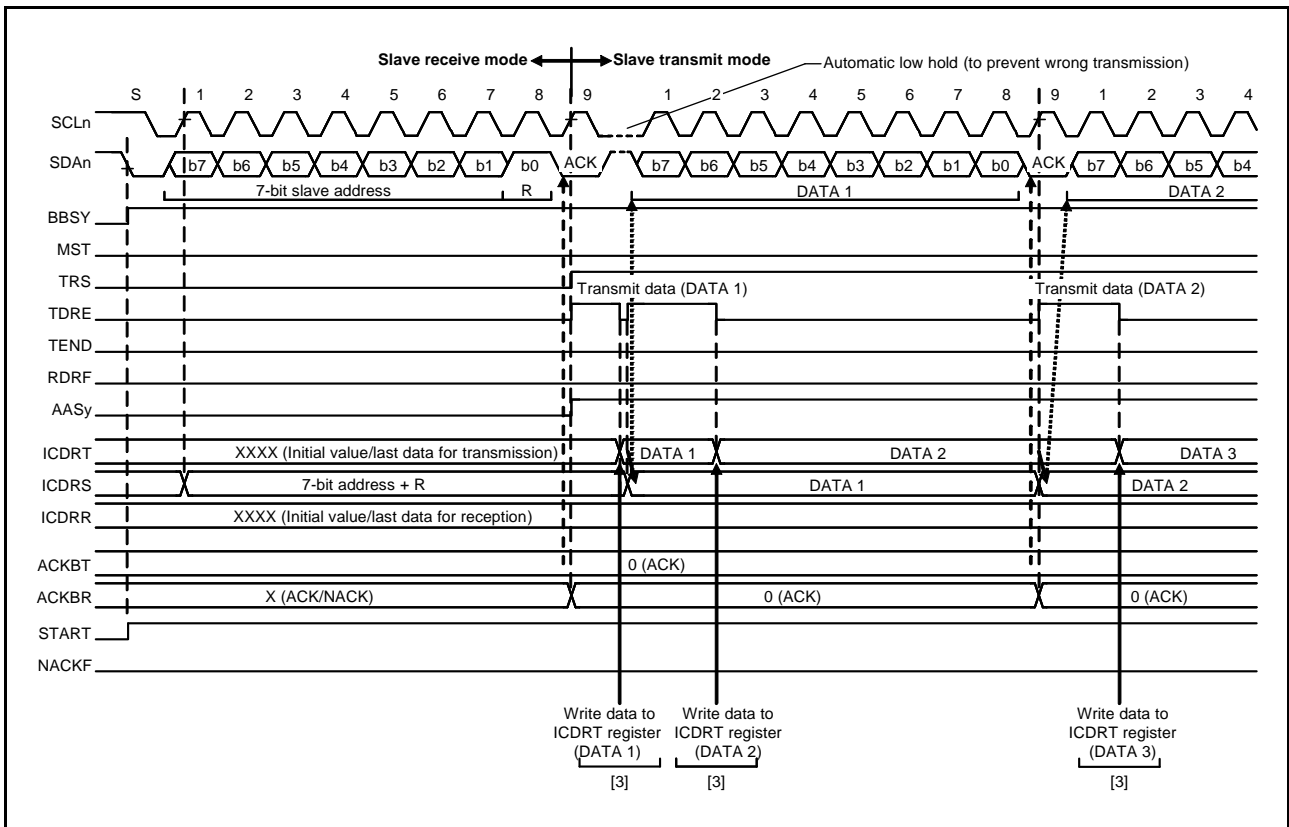 Slave receive mode Slave transmit mode
Automatic low hold (to prevent wrong transmission)
S 1 2 3 4 5 6 7 8 9 1 2 3 4 5 6 7 8 9 1 2 3 4
SCLn
SDAn b7 b6 b5 b4 b3 b2 b1 b0 ACK b7 b6 b5 b4 b3 b2 b1 b0 ACK b7 b6 b5 b4
7-bit slave address R DATA 1 DATA 2
BBSY
MST
TRS
Transmit data (DATA 1) Transmit data (DATA 2)
TDRE
TEND
RDRF
AASy
ICDRT XXXX (Initial value/last data for transmission) DATA 1 DATA 2 DATA 3
ICDRS 7-bit address + R DATA 1 DATA 2
ICDRR XXXX (Initial value/last data for reception)
ACKBT 0 (ACK)
ACKBR X (ACK/NACK) 0 (ACK) 0 (ACK)
START
NACKF
Write data to Write data to Write data to
ICDRT register ICDRT register ICDRT register
(DATA 1) (DATA 2) (DATA 3)
[3] [3] [3]